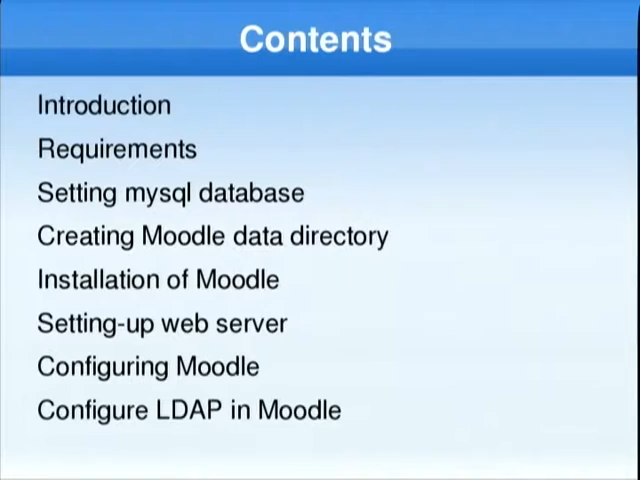 Contents
Introduction
Requirements
Setting mysql database
Creating Moodle data directory
Installation of Moodle
Setting-up web server
Configuring Moodle
Configure LDAP in Moodle